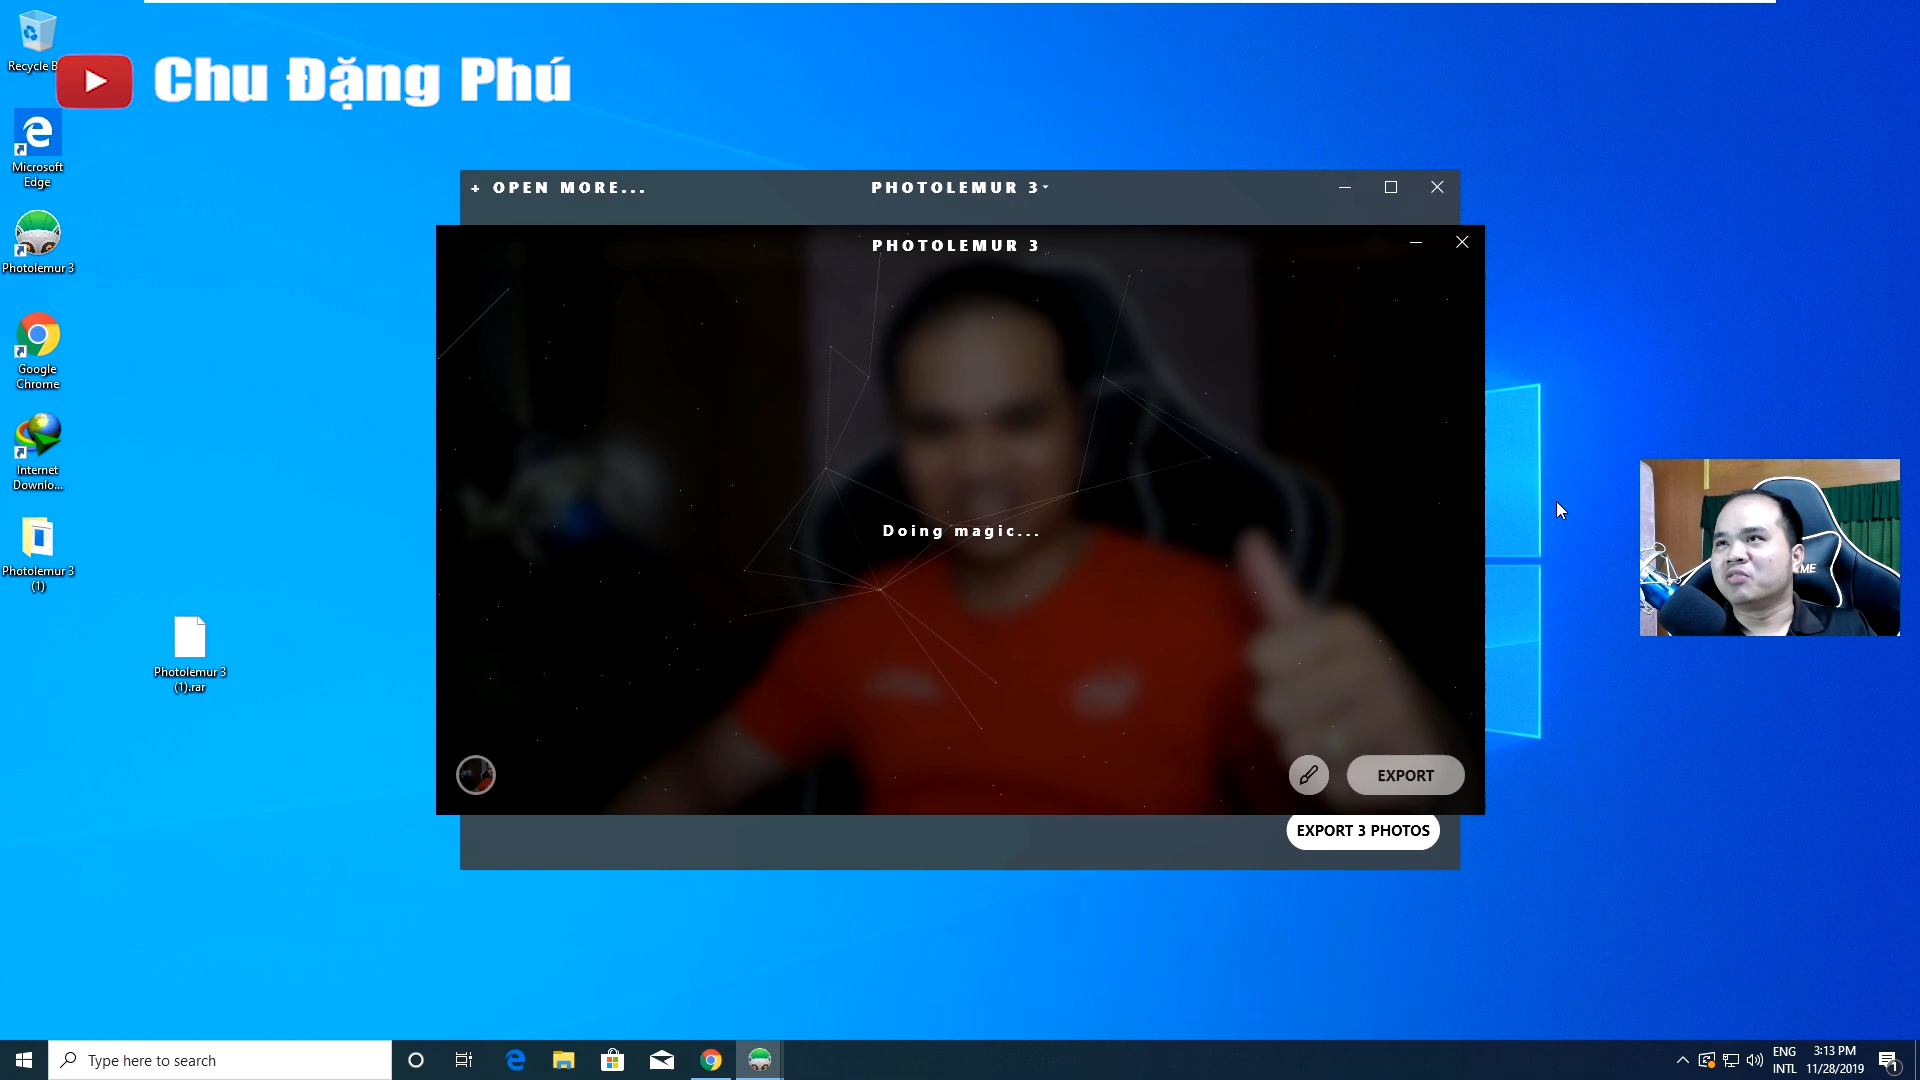 Chu Đặng Phú
Recycle B
Microsoft
Edge
Photolemur 3
Google
Chrome
Internet
Downlo...
Photolemur 3
(1)
Photolemur 3
(1).rar
+ OPEN MORE...
PHOTOLEMUR 3
PHOTOLEMUR 3
Doing magic...
EXPORT
EXPORT 3 PHOTOS
ME
Type here to search
ENG
INTL
3:13 PM
11/28/2019
1